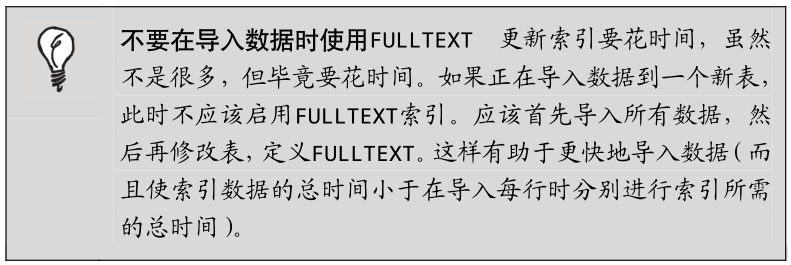 不要在导入数据时使用FULLTEXT　更新索引要花时间，虽然
不是很多，但毕竟要花时间。如果正在导入数据到一个新表，
此时不应该启用FULLTEXT索引。应该首先导入所有数据，然
后再修改表，定义FULLTEXT。这样有助于更快地导入数据（而
且使索引数据的总时间小于在导入每行时分别进行索引所需
的总时间）。